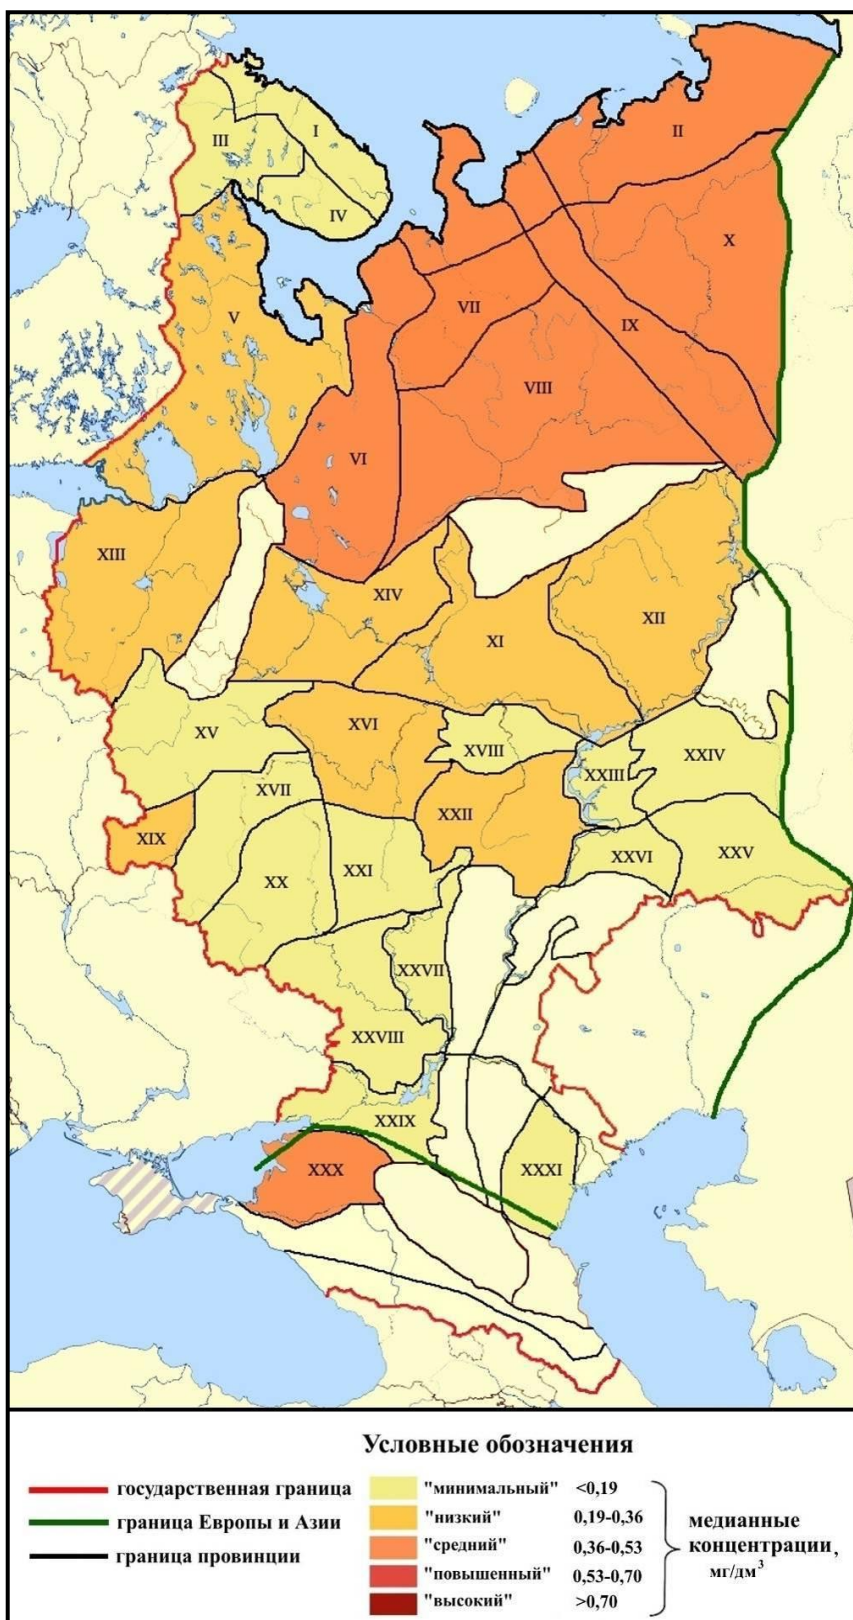 I
II
III
IV
X
V
VII
IX
VIII
VI
XIII
XIV
XII
XI
XVI
XV
XVIII
XXIV
XXIII
XVII
XXII
XIX
XXVI
XXV
XX
XXI
XXVII
XXVIII
XXIX
XXX
XXXI
Условные обозначения
государственная граница
граница Европы и Азии
граница провинции
"минимальный" <0,19
"низкий" 0,19-0,36
"средний" 0,36-0,53
"повышенный" 0,53-0,70
"высокий" >0,70
медианные
концентрации,
мг/дм³